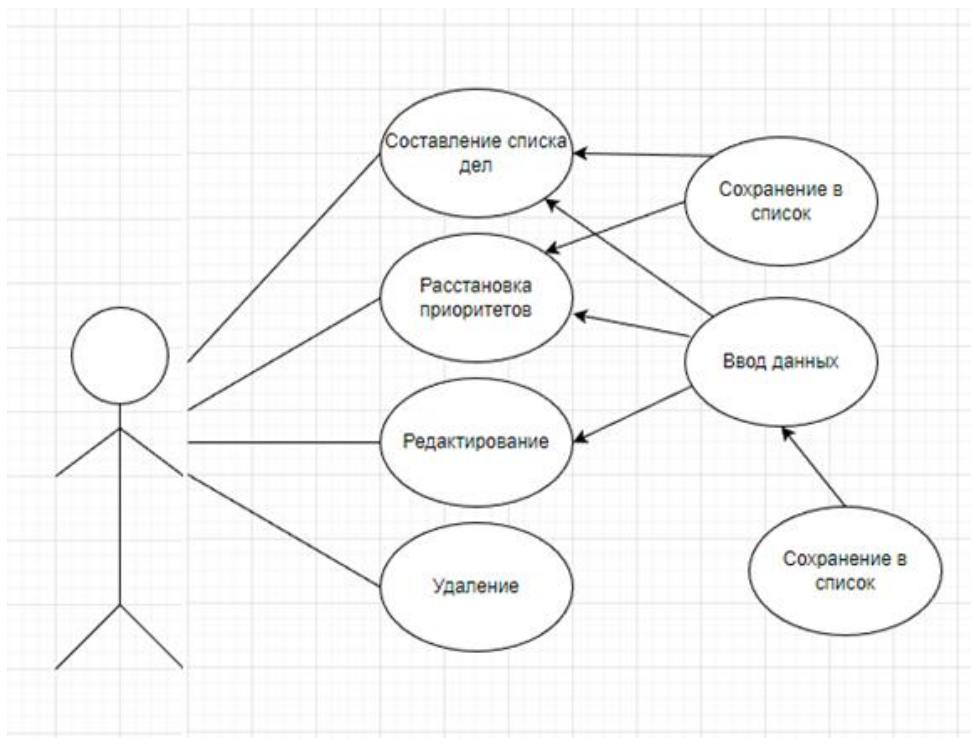 Составление списка
дел
Сохранение в
список
Расстановка
приоритетов
Ввод данных
Редактирование
Удаление
Сохранение в
список